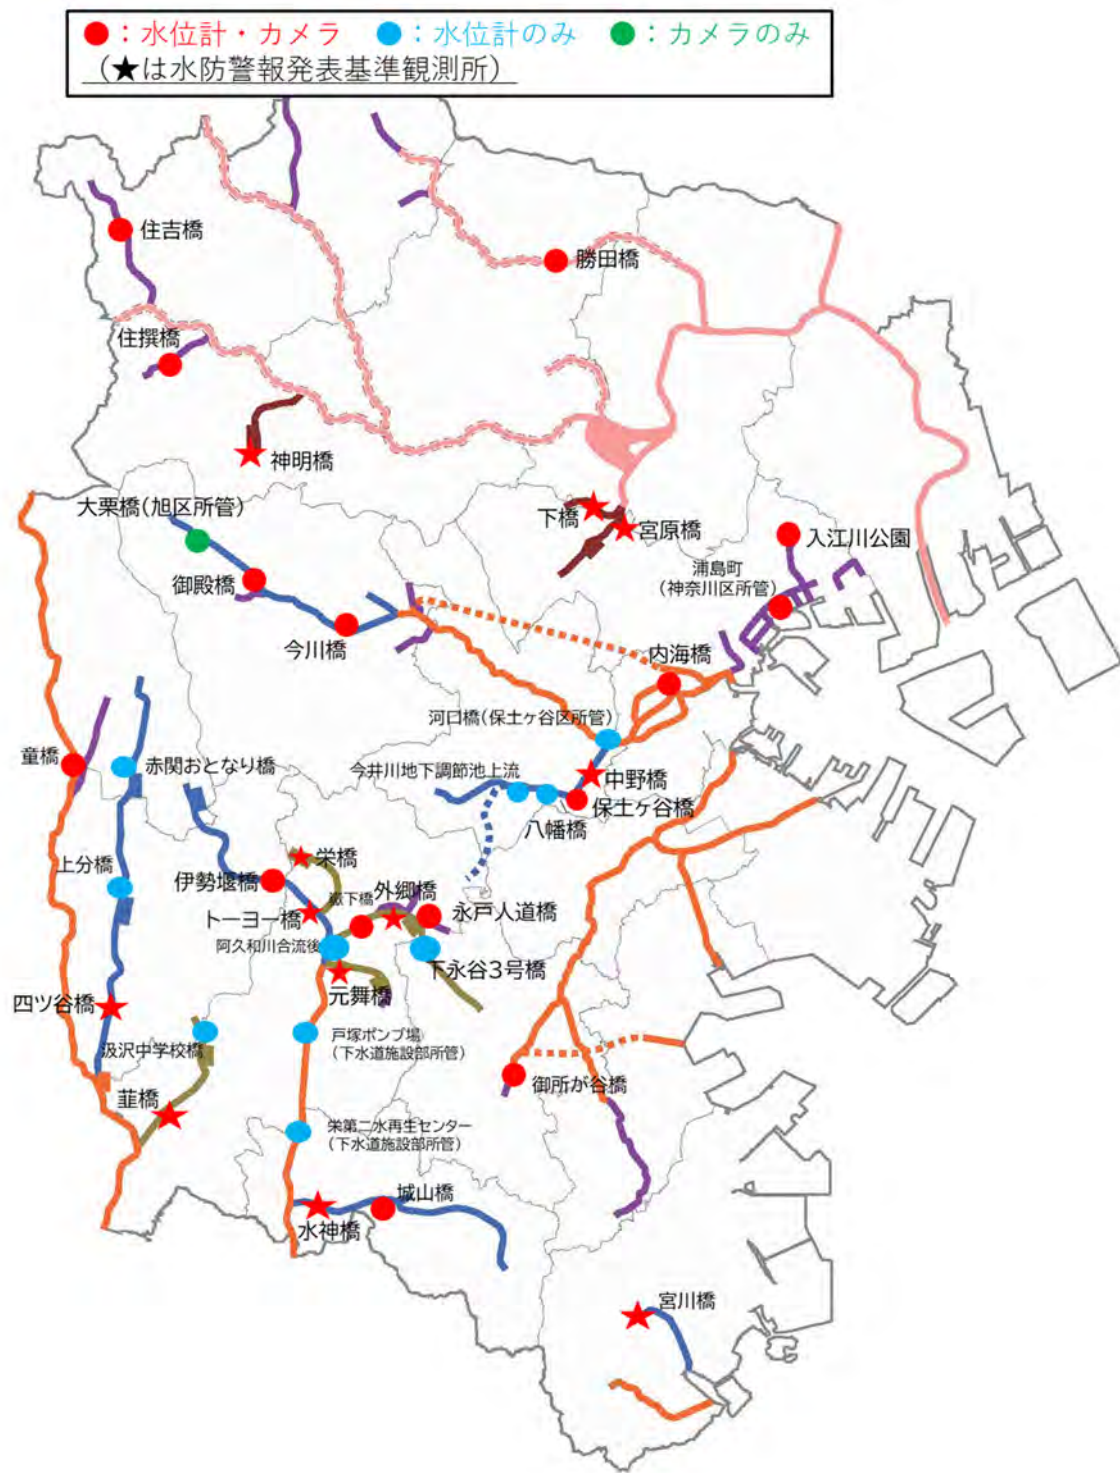 ●：水位計・カメラ ●：水位計のみ ●：カメラのみ
（★は水防警報発表基準観測所）
住吉橋
勝田橋
住撰橋
神明橋
大栗橋（旭区所管）
下橋
宮原橋
入江川公園
浦島町
（神奈川区所管）
御殿橋
今川橋
内海橋
河口橋（保土ヶ谷区所管）
童橋
赤関おとなり橋
今井川地下調節池上流
中野橋
保土ヶ谷橋
八幡橋
栄橋
上分橋
伊勢堰橋
嶽下橋
外郷橋
トーヨー橋
永戸人道橋
阿久和川合流後
下永谷3号橋
元舞橋
四ツ谷橋
汲沢中学校橋
戸塚ポンプ場
（下水道施設部所管）
御所が谷橋
韮橋
栄第二水再生センター
（下水道施設部所管）
城山橋
水神橋
宮川橋